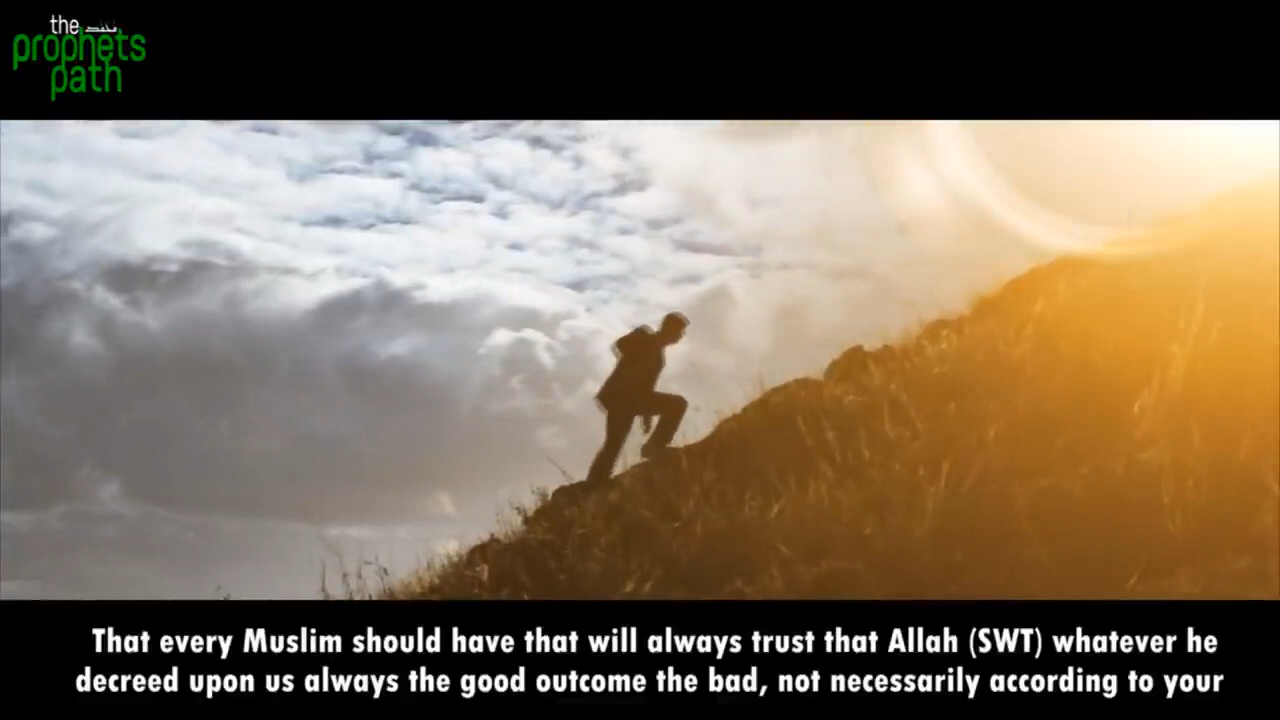 the محمد
prophets
path
That every Muslim should have that will always trust that Allah (SWT) whatever he
decreed upon us always the good outcome the bad, not necessarily according to your